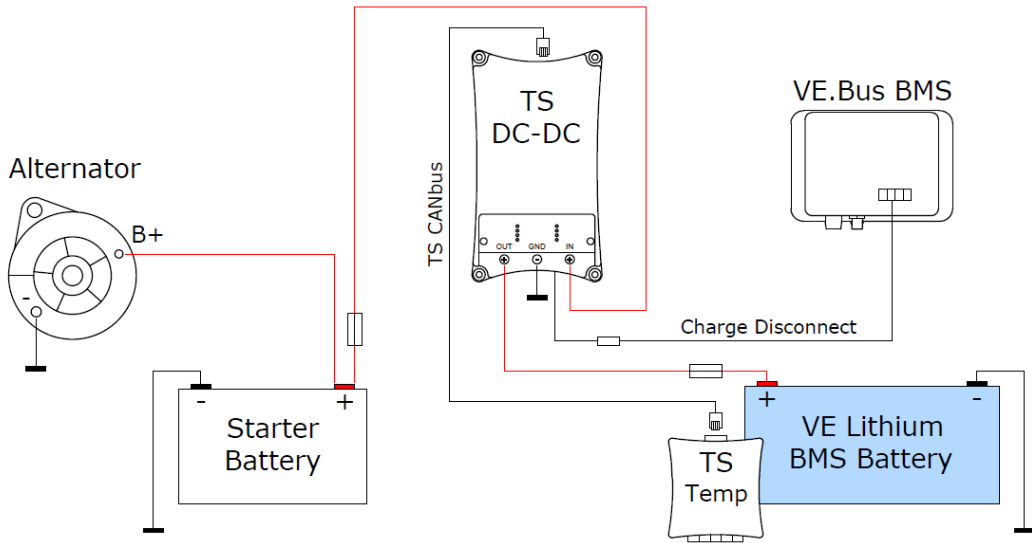 TS
DC-DC
VE.Bus BMS
Alternator
B+
-
TS CANbus
OUT
GND
IN
+
-
+
Charge Disconnect
-
+
Starter
Battery
+
-
VE Lithium
BMS Battery
TS
Temp